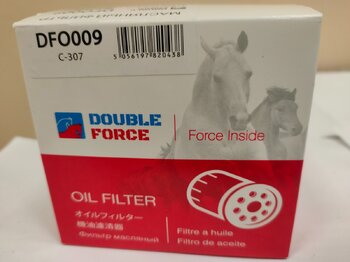 DFO009
C-307
5 056197 820438
DOUBLE
FORCE
Force Inside
OIL FILTER
オイルフィルター
機油濾清器
Фильтр масляный
Filtre a huile
Filtro de aceite